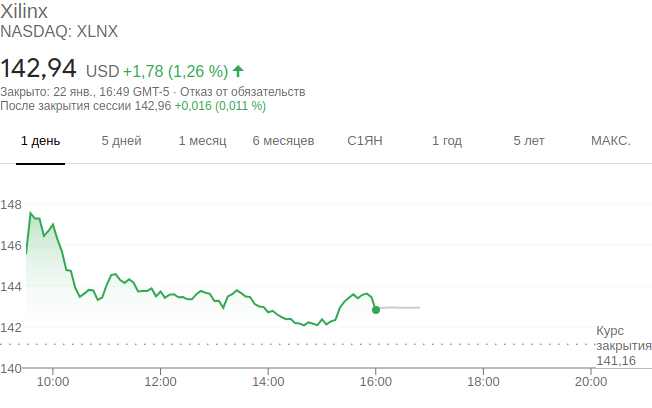 Xilinx
NASDAQ: XLNX
142,94 USD +1,78 (1,26 %)
Закрыто: 22 янв., 16:49 GMT-5 · Отказ от обязательств
После закрытия сессии 142,96 +0,016 (0,011 %)
1 день 5 дней 1 месяц 6 месяцев С1ЯН 1 год 5 лет МАКС.
148
146
144
142
Курс
закрытия
141,16
140
10:00 12:00 14:00 16:00 18:00 20:00